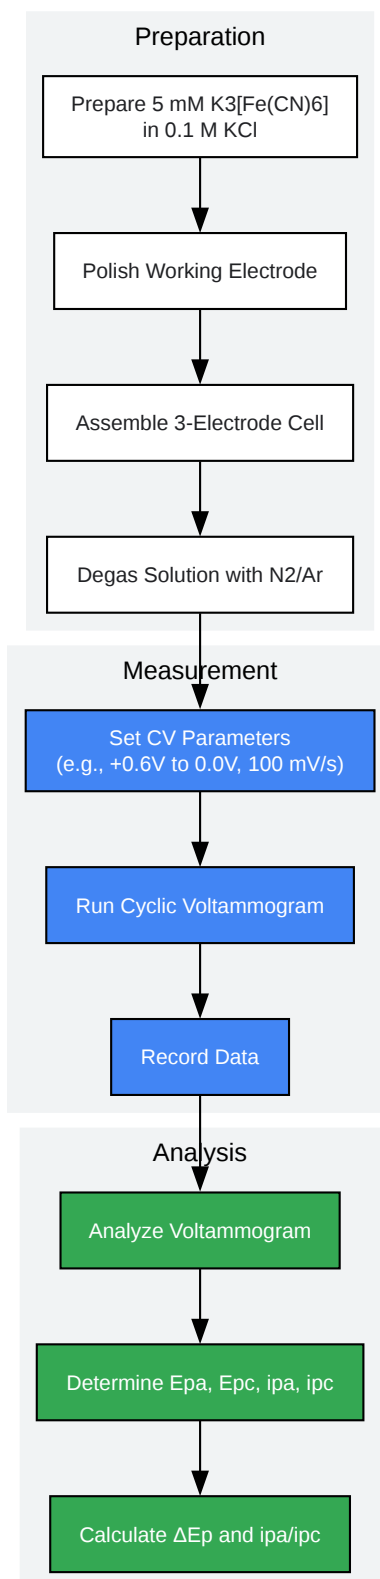 Preparation
Prepare 5 mM K3[Fe(CN)6]
in 0.1 M KCl
Polish Working Electrode
Assemble 3-Electrode Cell
Degas Solution with N2/Ar
Measurement
Set CV Parameters
(e.g., +0.6V to 0.0V, 100 mV/s)
Run Cyclic Voltammogram
Record Data
Analysis
Analyze Voltammogram
Determine Epa, Epc, ipa, ipc
Calculate ΔEp and ipa/ipc